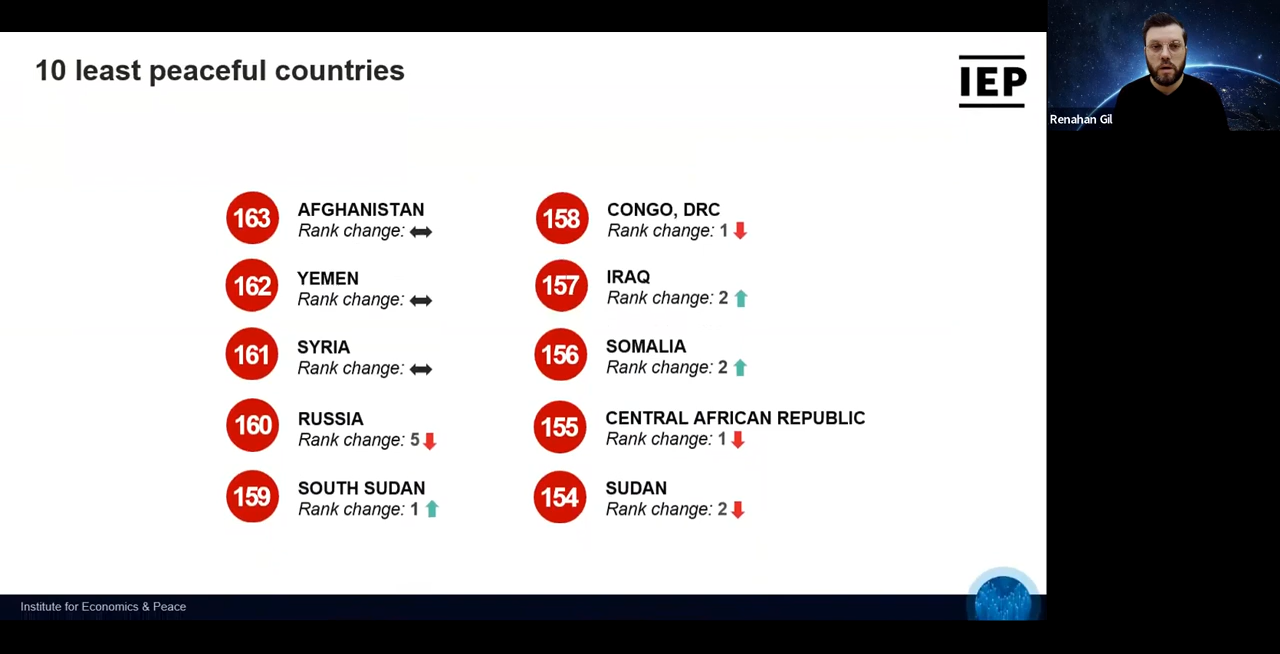 10 least peaceful countries
IEP
Renahan Gil
163
AFGHANISTAN
Rank change:
162
YEMEN
Rank change:
161
SYRIA
Rank change:
160
RUSSIA
Rank change: 5
159
SOUTH SUDAN
Rank change: 1
158
CONGO, DRC
Rank change: 1
157
IRAQ
Rank change: 2
156
SOMALIA
Rank change: 2
155
CENTRAL AFRICAN REPUBLIC
Rank change: 1
154
SUDAN
Rank change: 2
Institute for Economics & Peace